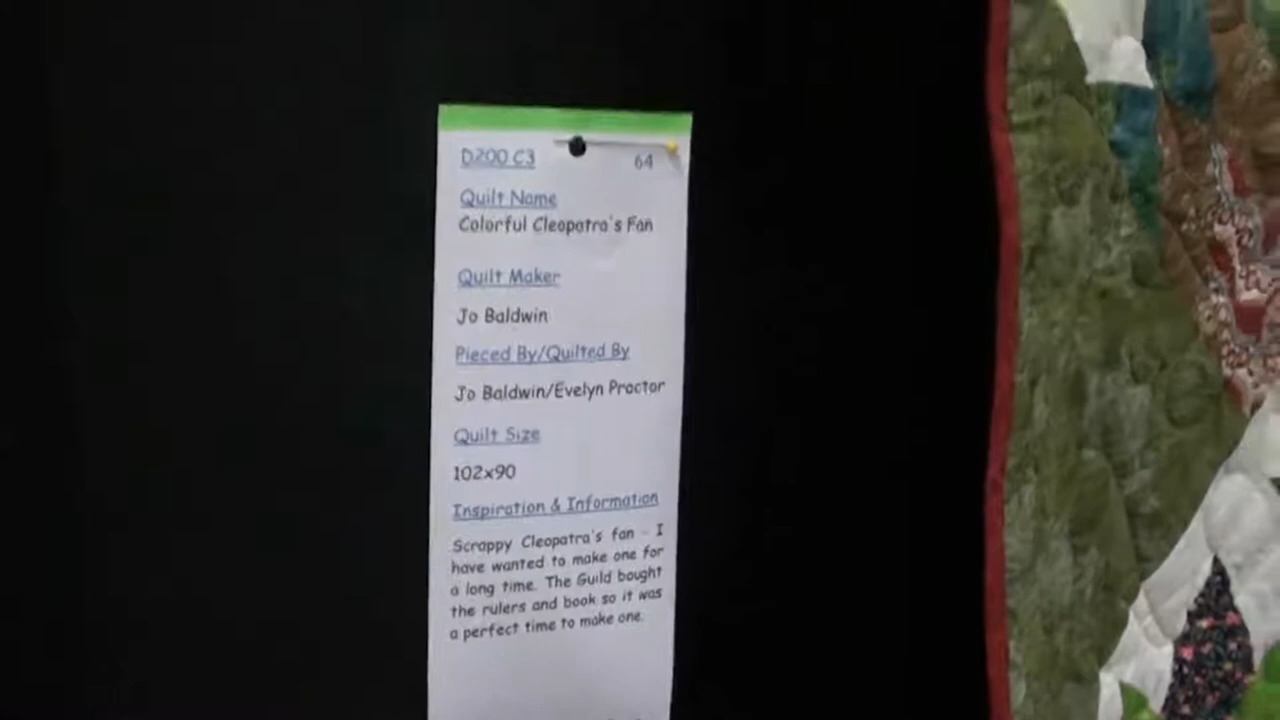 D200 C3 64
Quilt Name
Colorful Cleopatra's Fan
Quilt Maker
Jo Baldwin
Pieced By/Quilted By
Jo Baldwin/Evelyn Proctor
Quilt Size
102x90
Inspiration & Information
Scrappy Cleopatra's fan - I
have wanted to make one for
a long time. The Guild bought
the rulers and book so it was
a perfect time to make one.